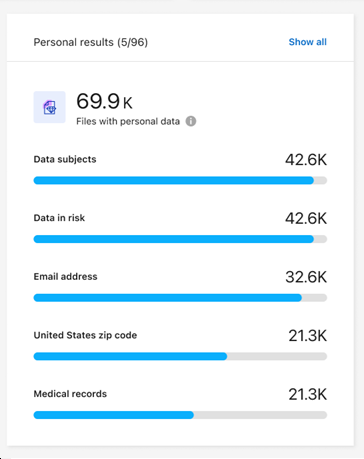 Personal results (5/96) Show all
69.9 K
Files with personal data
Data subjects 42.6K
Data in risk 42.6K
Email address 32.6K
United States zip code 21.3K
Medical records 21.3K